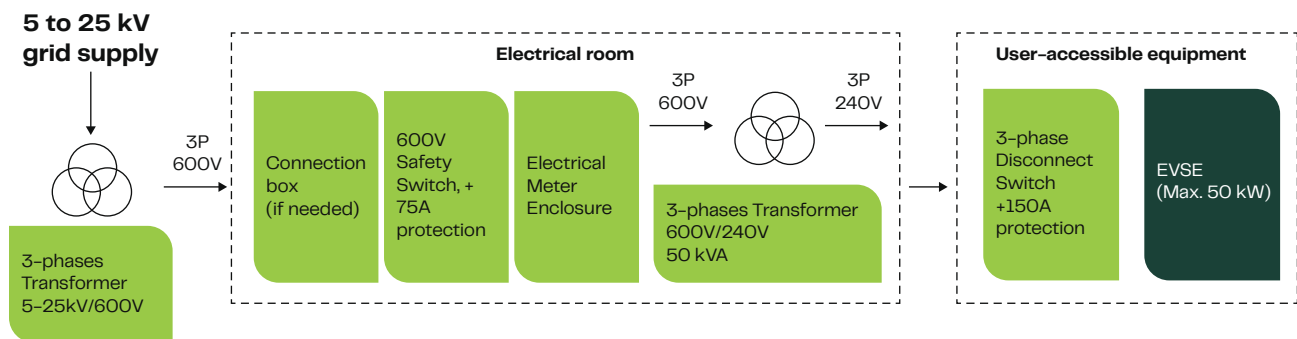 5 to 25 kV
grid supply
3-phases
Transformer
5-25kV/600V
3P
600V
Electrical room
Connection
box
(if needed)
600V
Safety
Switch, +
75A
protection
Electrical
Meter
Enclosure
3P
600V
3P
240V
3-phases Transformer
600V/240V
50 kVA
User-accessible equipment
3-phase
Disconnect
Switch
+150A
protection
EVSE
(Max. 50 kW)